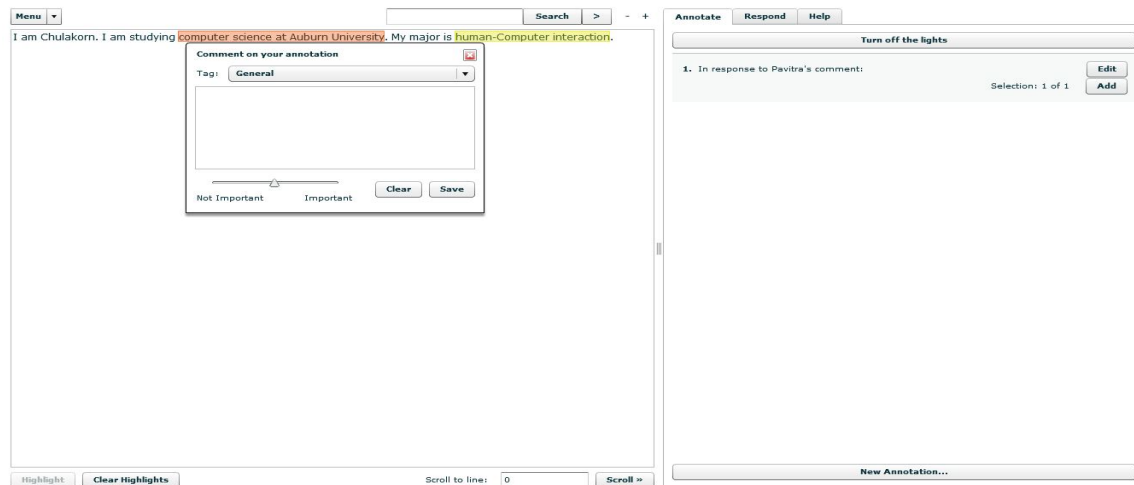 Menu
Search > - +
Annotate Respond Help
I am Chulakorn. I am studying computer science at Auburn University. My major is human-Computer interaction.
Turn off the lights
Comment on your annotation
Tag: General
1. In response to Pavitra's comment:
Edit
Selection: 1 of 1
Add
Not Important Important
Clear Save
New Annotation...
Highlight Clear Highlights Scroll to line: 0 Scroll »